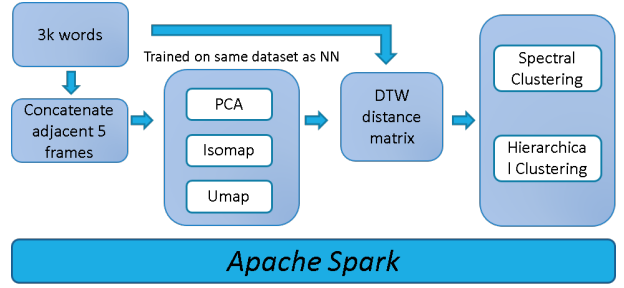 3k words
Trained on same dataset as NN
Concatenate
adjacent 5
frames
PCA
Isomap
Umap
DTW
distance
matrix
Spectral
Clustering
Hierarchica
l Clustering
Apache Spark